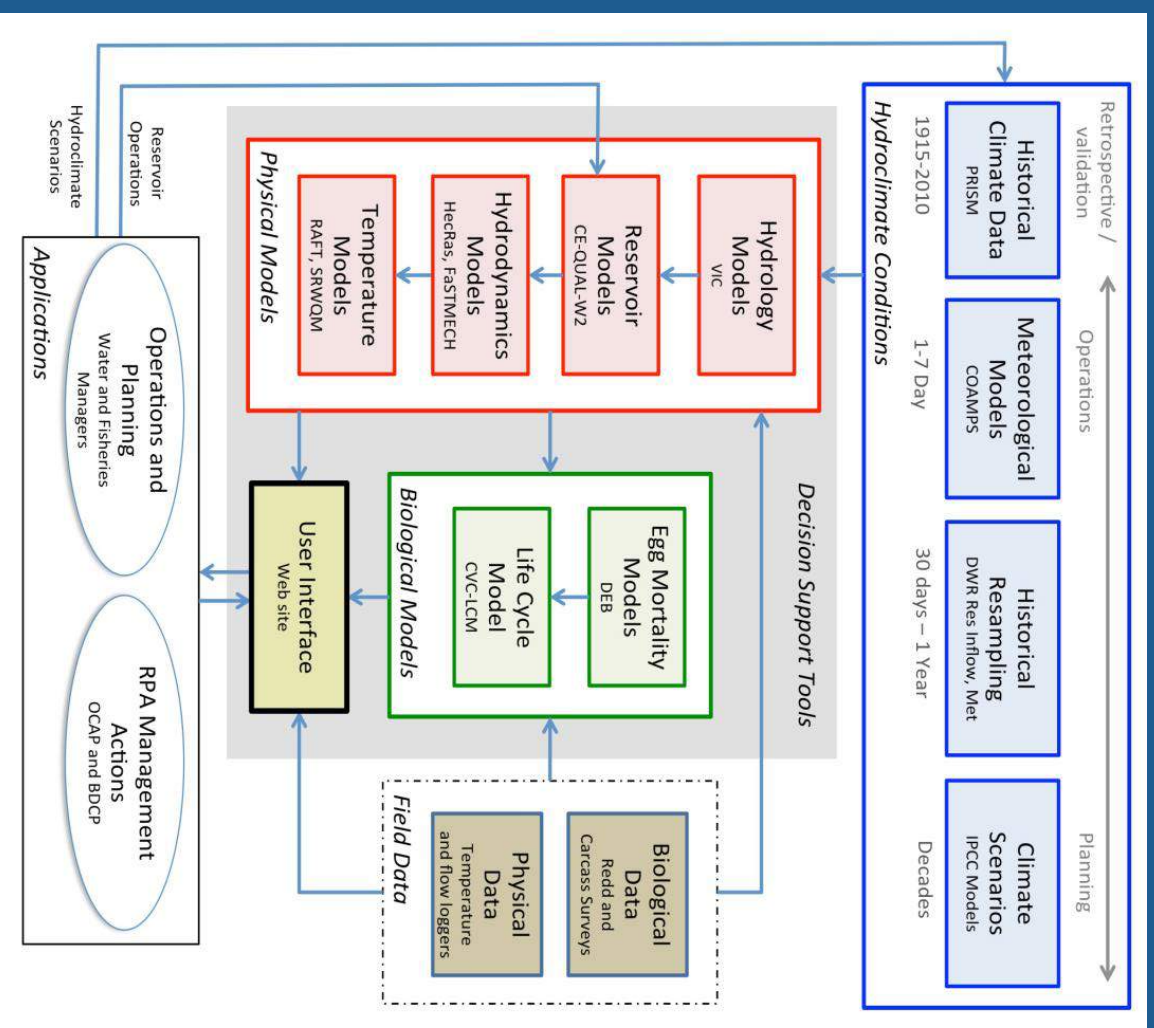 Retrospective /
validation
Operations
Planning
Historical
Climate Data
PRISM
Meteorological
Models
COAMPS
Historical
Resampling
DWR Res Inflow, Met
Climate
Scenarios
IPCC Models
1915-2010
1-7 Day
30 days – 1 Year
Decades
Hydroclimate Conditions
Decision Support Tools
Hydrology
Models
VIC
Reservoir
Models
CE-QUAL-W2
Hydrodynamics
Models
HecRas, FaSTMECH
Temperature
Models
RAFT, SRWQM
Physical Models
Egg Mortality
Models
DEB
Life Cycle
Model
CVC-LCM
Biological Models
Biological
Data
Redd and
Carcass Surveys
Physical
Data
Temperature
and flow loggers
Field Data
User Interface
Web site
Reservoir
Operations
Hydroclimate
Scenarios
Operations and
Planning
Water and Fisheries
Managers
RPA Management
Actions
OCAP and BDCP
Applications